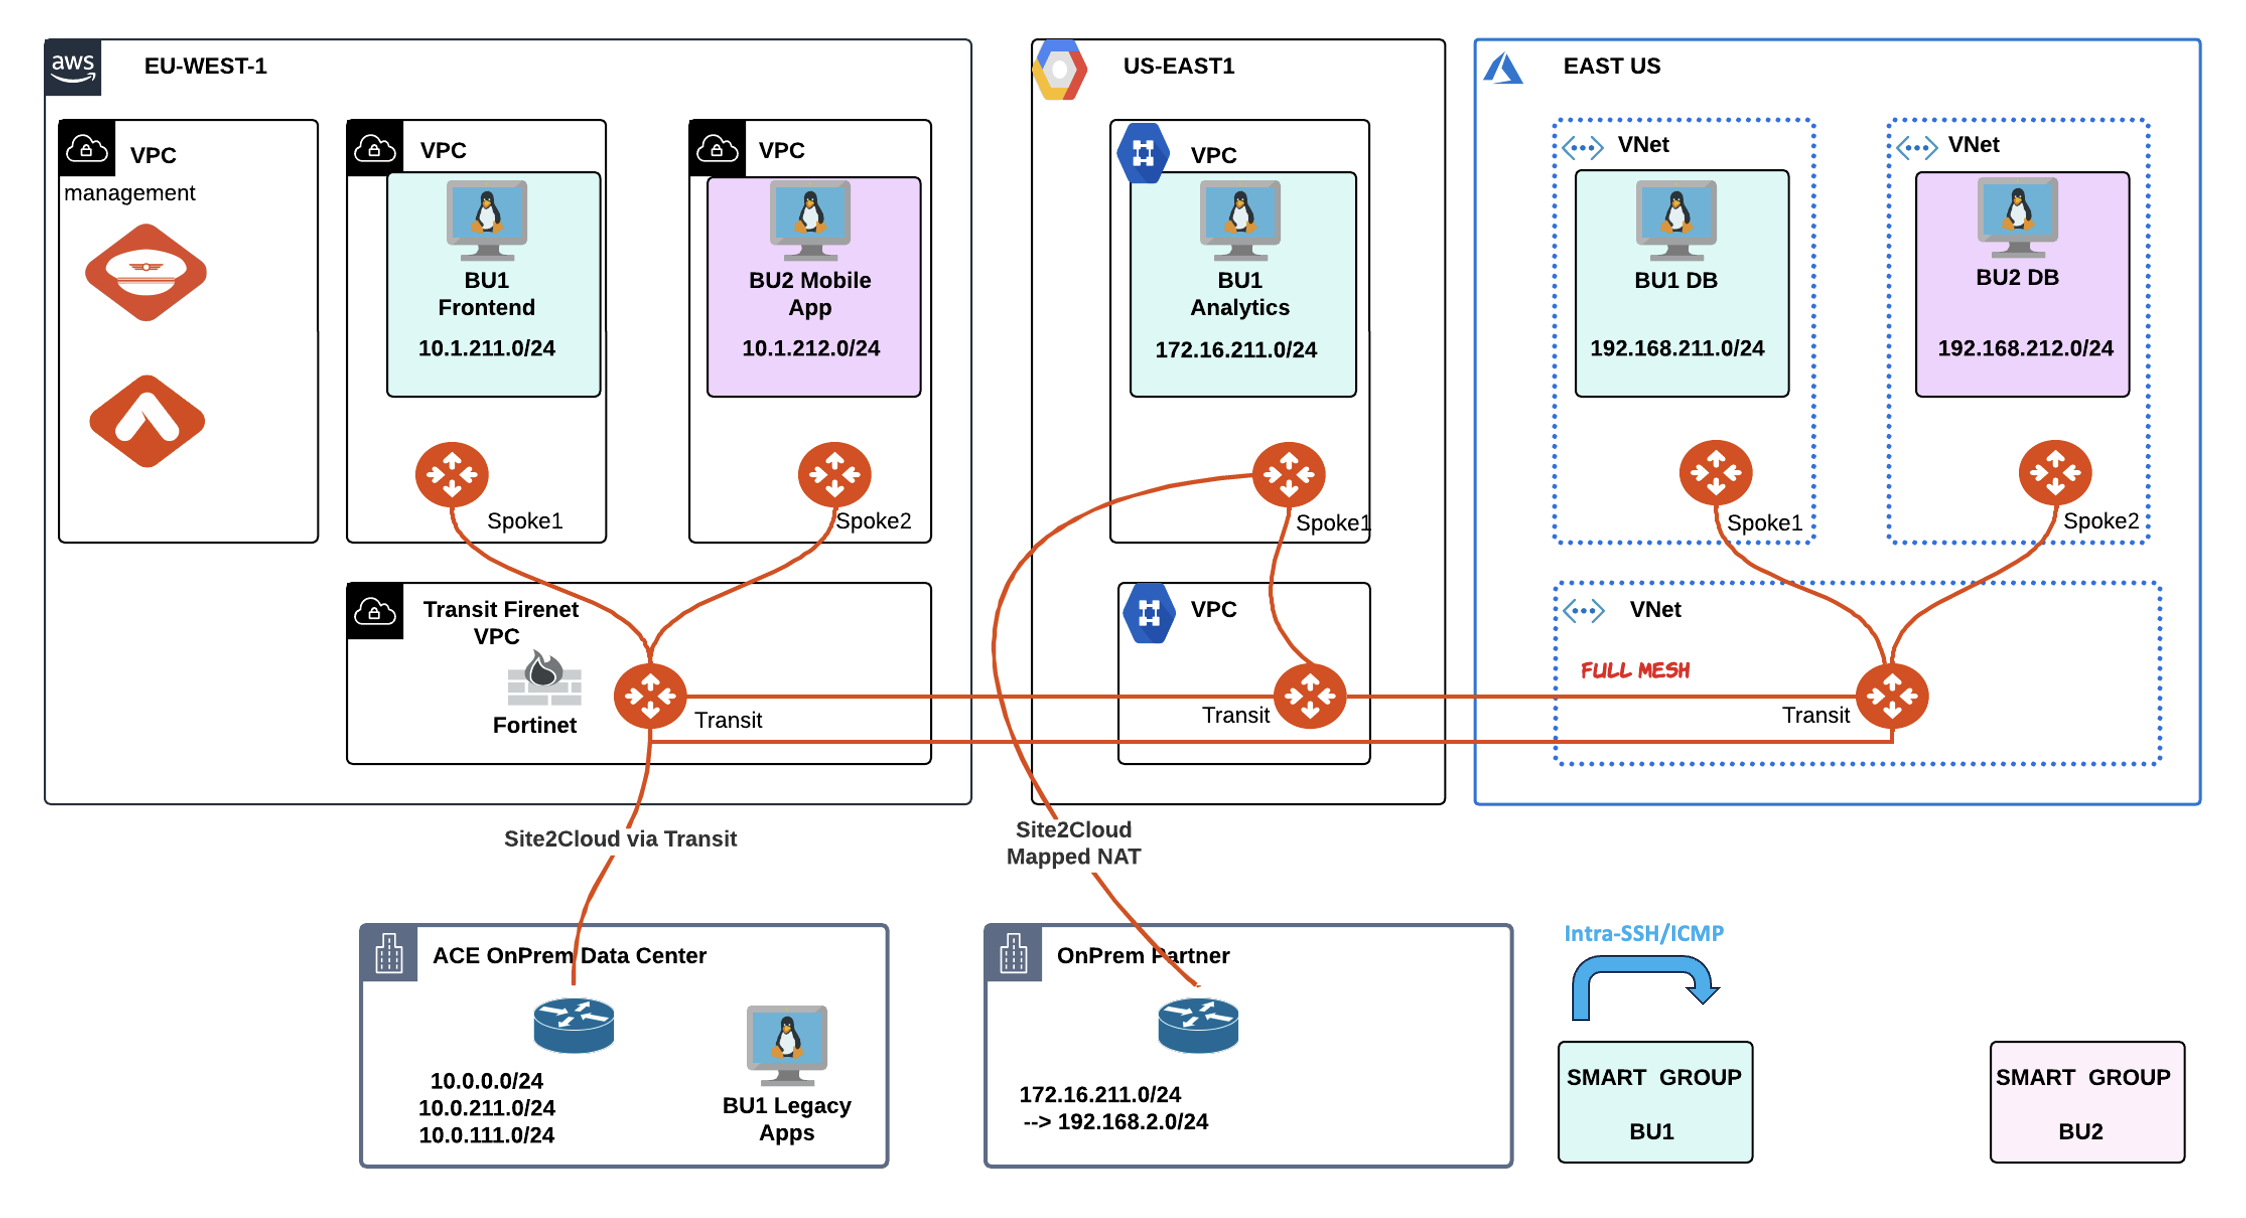 aws
EU-WEST-1
VPC
management
VPC
BU1
Frontend
10.1.211.0/24
Spoke1
VPC
BU2 Mobile
App
10.1.212.0/24
Spoke2
Transit Firenet
VPC
Fortinet
Transit
US-EAST1
VPC
BU1
Analytics
172.16.211.0/24
Spoke1
VPC
Transit
EAST US
VNet
BU1 DB
192.168.211.0/24
Spoke1
VNet
BU2 DB
192.168.212.0/24
Spoke2
VNet
FULL MESH
Transit
Site2Cloud via Transit
Site2Cloud
Mapped NAT
ACE OnPrem Data Center
10.0.0.0/24
10.0.211.0/24
10.0.111.0/24
BU1 Legacy
Apps
OnPrem Partner
172.16.211.0/24
--> 192.168.2.0/24
Intra-SSH/ICMP
SMART GROUP
BU1
SMART GROUP
BU2